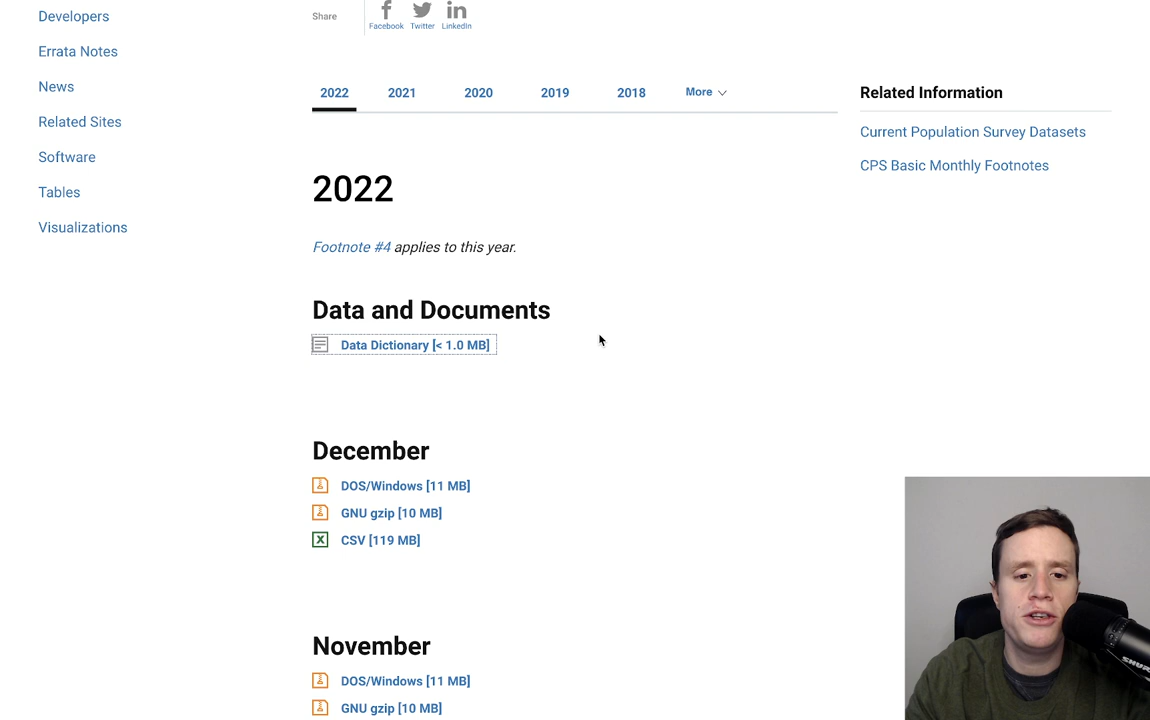 Developers
Errata Notes
News
Related Sites
Software
Tables
Visualizations
Share
Facebook Twitter LinkedIn
2022 2021 2020 2019 2018 More
2022
Footnote #4 applies to this year.
Data and Documents
Data Dictionary [< 1.0 MB]
December
DOS/Windows [11 MB]
GNU gzip [10 MB]
CSV [119 MB]
November
DOS/Windows [11 MB]
GNU gzip [10 MB]
Related Information
Current Population Survey Datasets
CPS Basic Monthly Footnotes
SHURE